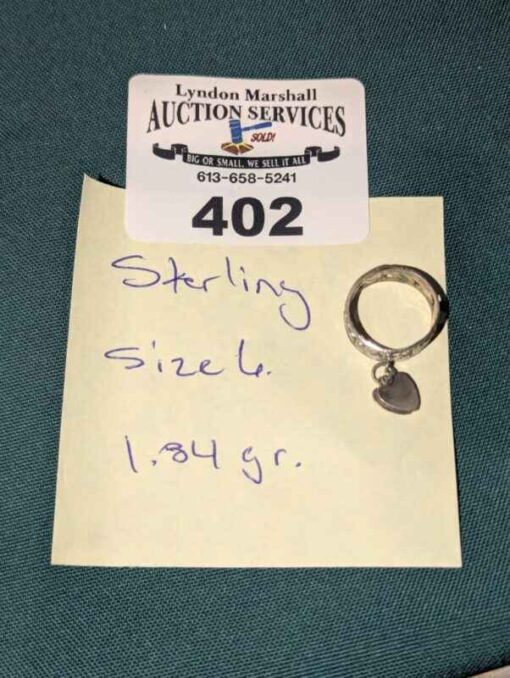 Lyndon Marshall
AUCTION SERVICES
SOLD!
BIG OR SMALL, WE SELL IT ALL
613-658-5241
402
Sterling
Size 6.
1.84 gr.